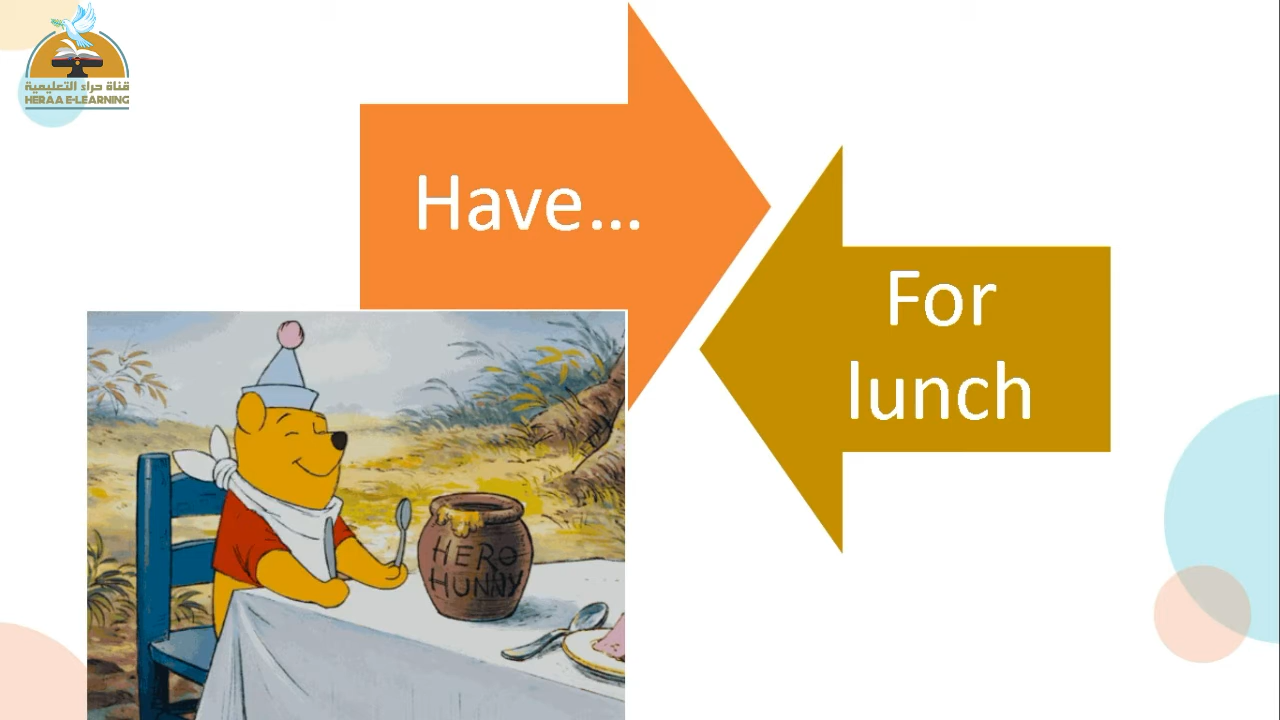 قناة حراء التعليمية
HERAA E-LEARNING
Have...
For
lunch
HERO
HUNNY